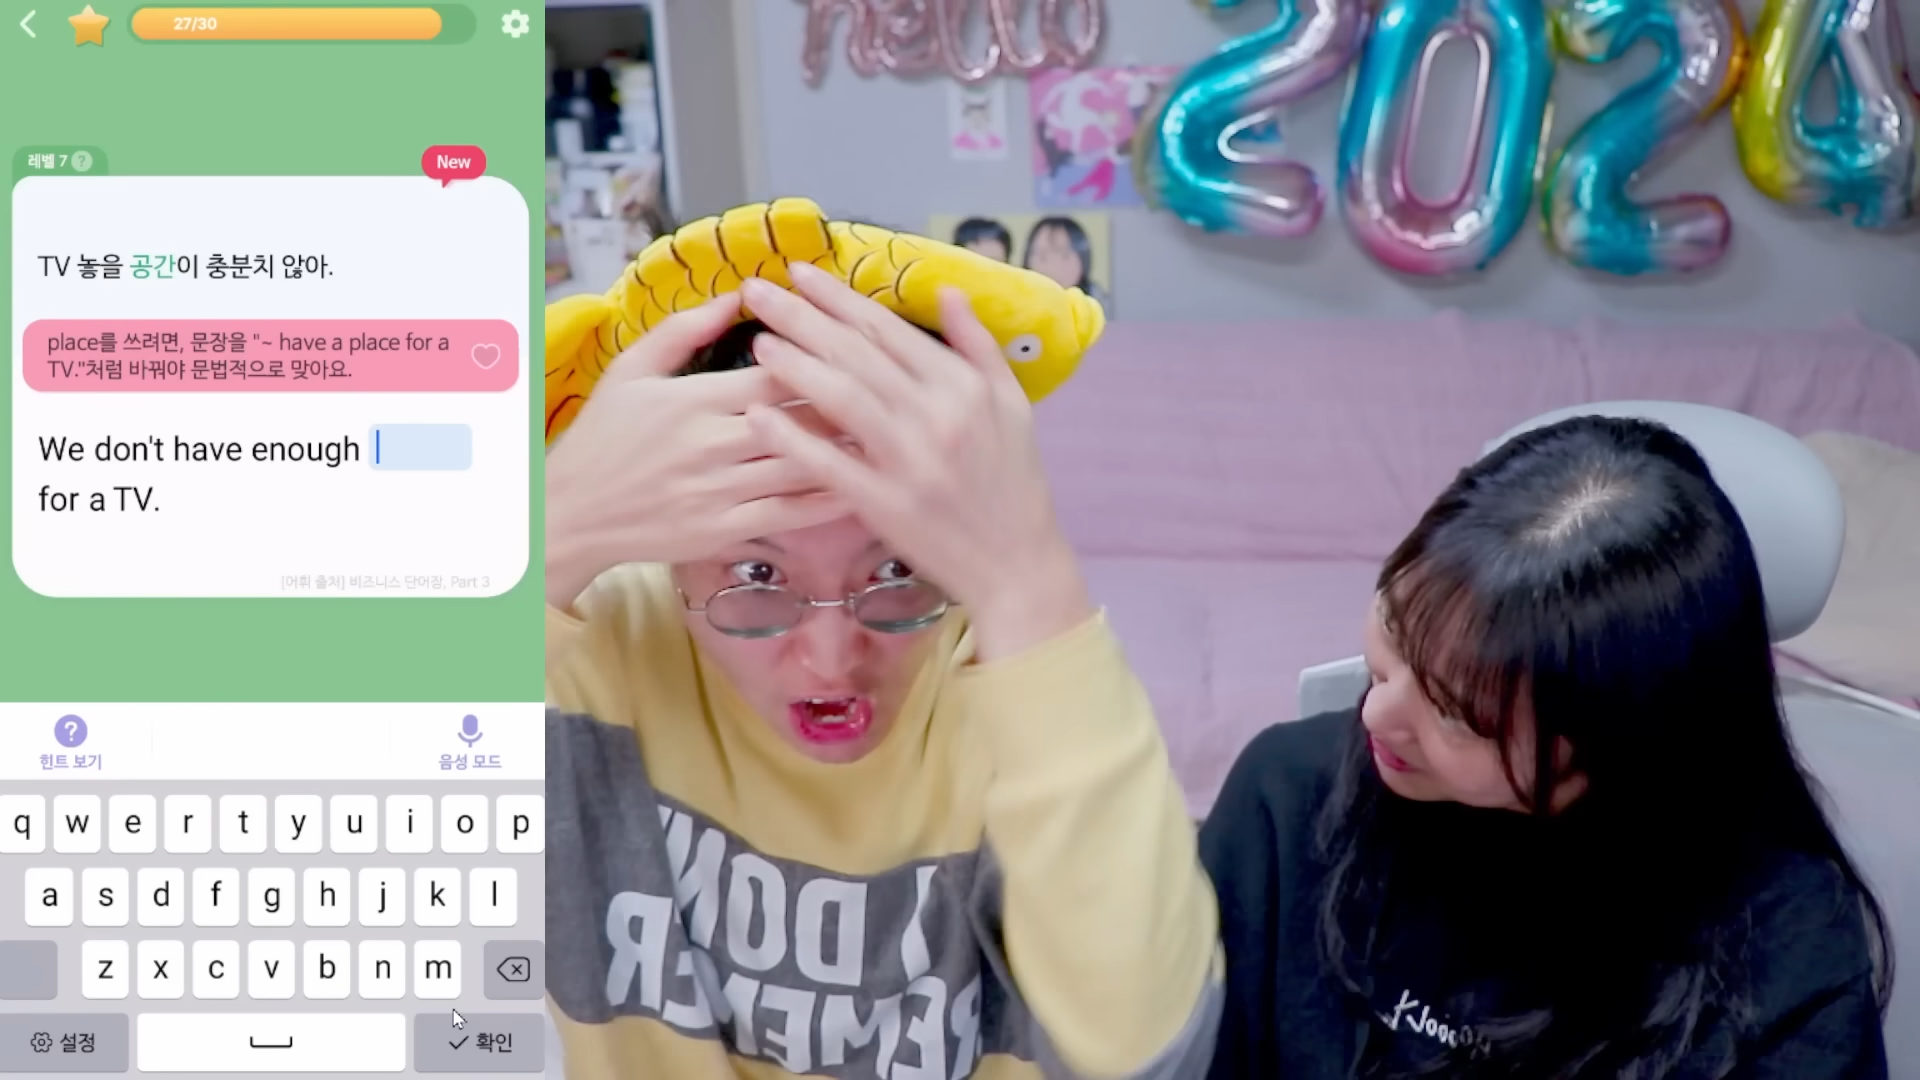 27/30
레벨 7 ?
New
TV 놓을 공간이 충분치 않아.
place를 쓰려면, 문장을 "~ have a place for a
TV."처럼 바꿔야 문법적으로 맞아요.
We don't have enough
for a TV.
[어휘 출처] 비즈니스 단어장, Part 3
?
힌트 보기
음성 모드
q w e r t y u i o p
a s d f g h j k l
z x c v b n m
설정
확인
hello
2024
I DON'T
REMEMBER